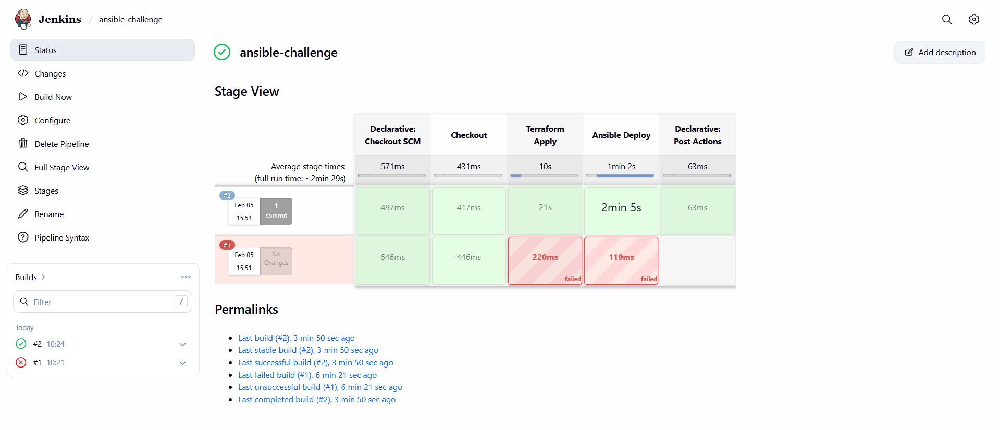 Jenkins / ansible-challenge
Status
Changes
Build Now
Configure
Delete Pipeline
Full Stage View
Stages
Rename
Pipeline Syntax
Builds
Filter
/
Today
#2 10:24
#1 10:21
ansible-challenge
Add description
Stage View
Declarative:
Checkout SCM
Checkout
Terraform
Apply
Ansible Deploy
Declarative:
Post Actions
Average stage times:
(full run time: ~2min 29s)
571ms
431ms
10s
1min 2s
63ms
#2
Feb 05
15:54
1
commit
497ms
417ms
21s
2min 5s
63ms
#1
Feb 05
15:51
No
Changes
646ms
446ms
220ms
failed
119ms
failed
Permalinks
Last build (#2), 3 min 50 sec ago
Last stable build (#2), 3 min 50 sec ago
Last successful build (#2), 3 min 50 sec ago
Last failed build (#1), 6 min 21 sec ago
Last unsuccessful build (#1), 6 min 21 sec ago
Last completed build (#2), 3 min 50 sec ago